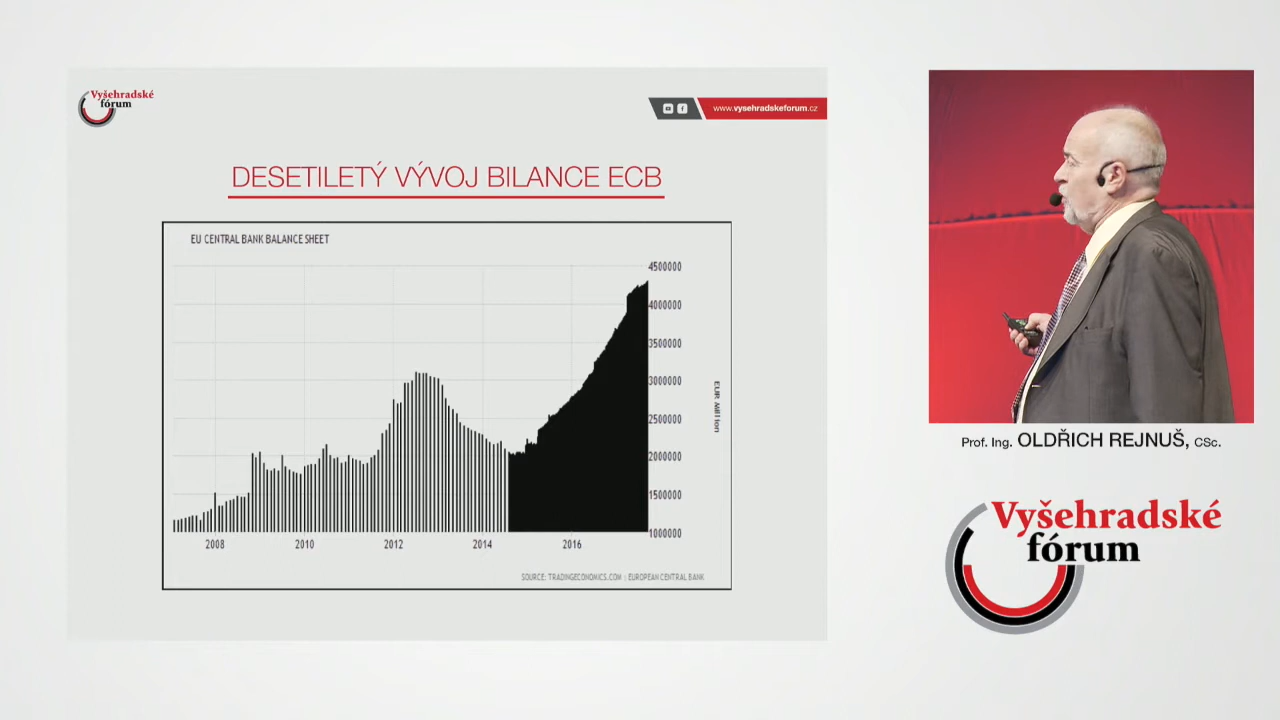 Vyšehradské
fórum
www.vysehradskeforum.cz
DESETILETÝ VÝVOJ BILANCE ECB
EU CENTRAL BANK BALANCE SHEET
4500000
4000000
3500000
3000000
2500000
2000000
1500000
1000000
EUR Million
2008 2010 2012 2014 2016
SOURCE: TRADINGECONOMICS.COM | EUROPEAN CENTRAL BANK
Prof. Ing. OLDŘICH REJNUŠ, CSc.
Vyšehradské
fórum